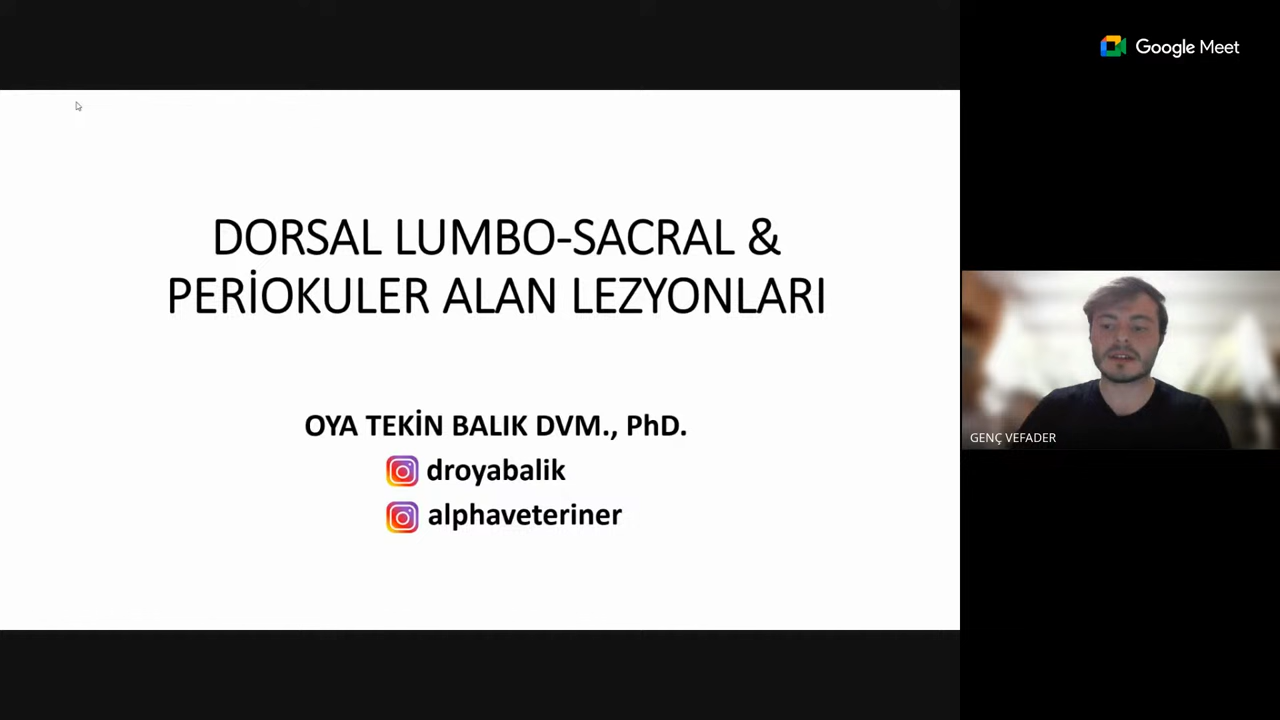 Google Meet
DORSAL LUMBO-SACRAL &
PERİOKULER ALAN LEZYONLARI
OYA TEKİN BALIK DVM., PhD.
droyabalik
alphaveteriner
GENÇ VEFADER